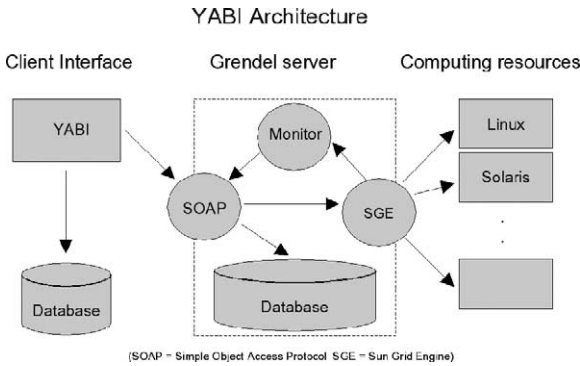 YABI Architecture
Client Interface
Grendel server
Computing resources
YABI
Monitor
Linux
Solaris
SOAP
SGE
Database
Database
(SOAP = Simple Object Access Protocol SGE = Sun Grid Engine)